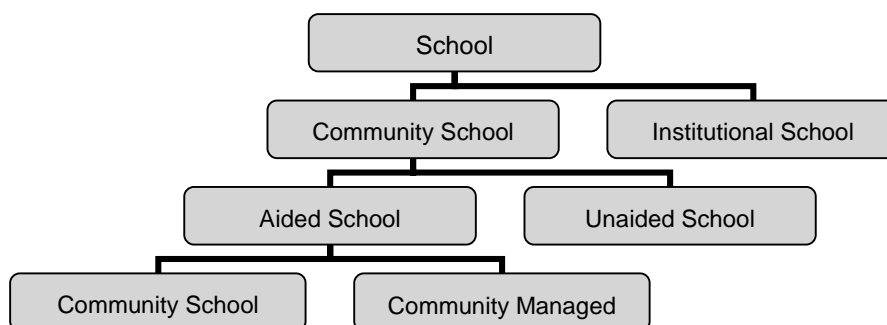 School
Community School
Institutional School
Aided School
Unaided School
Community School
Community Managed